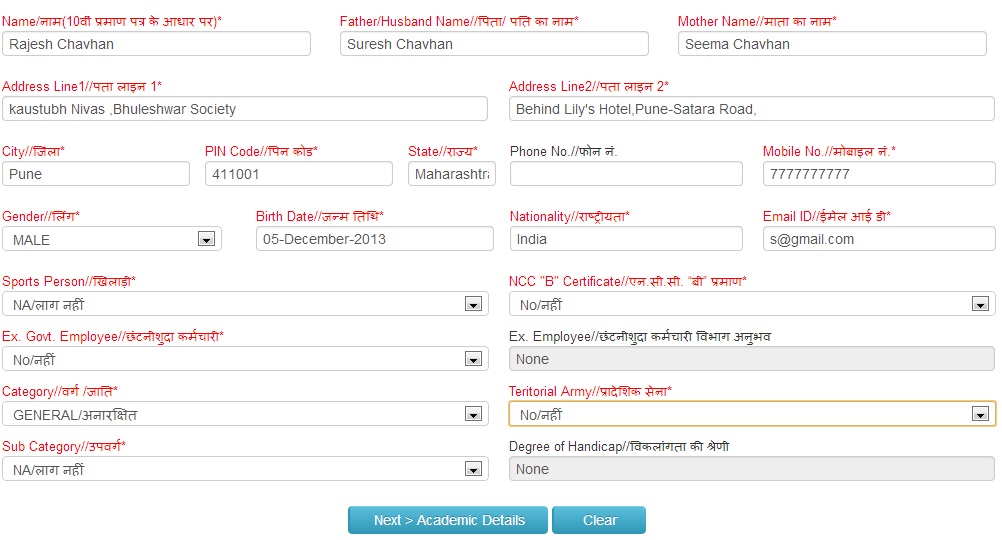 Name/नाम(10वीं प्रमाण पत्र के आधार पर)* Father/Husband Name//पिता/ पति का नाम* Mother Name//माता का नाम*
Rajesh Chavhan Suresh Chavhan Seema Chavhan
Address Line1//पता लाइन 1* Address Line2//पता लाइन 2*
kaustubh Nivas ,Bhuleshwar Society Behind Lily's Hotel,Pune-Satara Road,
City//जिला* PIN Code//पिन कोड* State//राज्य* Phone No.//फोन नं. Mobile No.//मोबाइल नं.*
Pune 411001 Maharashtra 7777777777
Gender//लिंग* Birth Date//जन्म तिथि* Nationality//राष्ट्रीयता* Email ID//ईमेल आई डी*
MALE 05-December-2013 India s@gmail.com
Sports Person//खिलाड़ी* NCC "B" Certificate//एन.सी.सी. “बी” प्रमाण*
NA/लाग नहीं No/नहीं
Ex. Govt. Employee//छंटनीशुदा कर्मचारी* Ex. Employee//छंटनीशुदा कर्मचारी विभाग अनुभव
No/नहीं None
Category//वर्ग /जाति* Teritorial Army//प्रादेशिक सेना*
GENERAL/अनारक्षित No/नहीं
Sub Category//उपवर्ग* Degree of Handicap//विकलांगता की श्रेणी
NA/लाग नहीं None
Next > Academic Details Clear